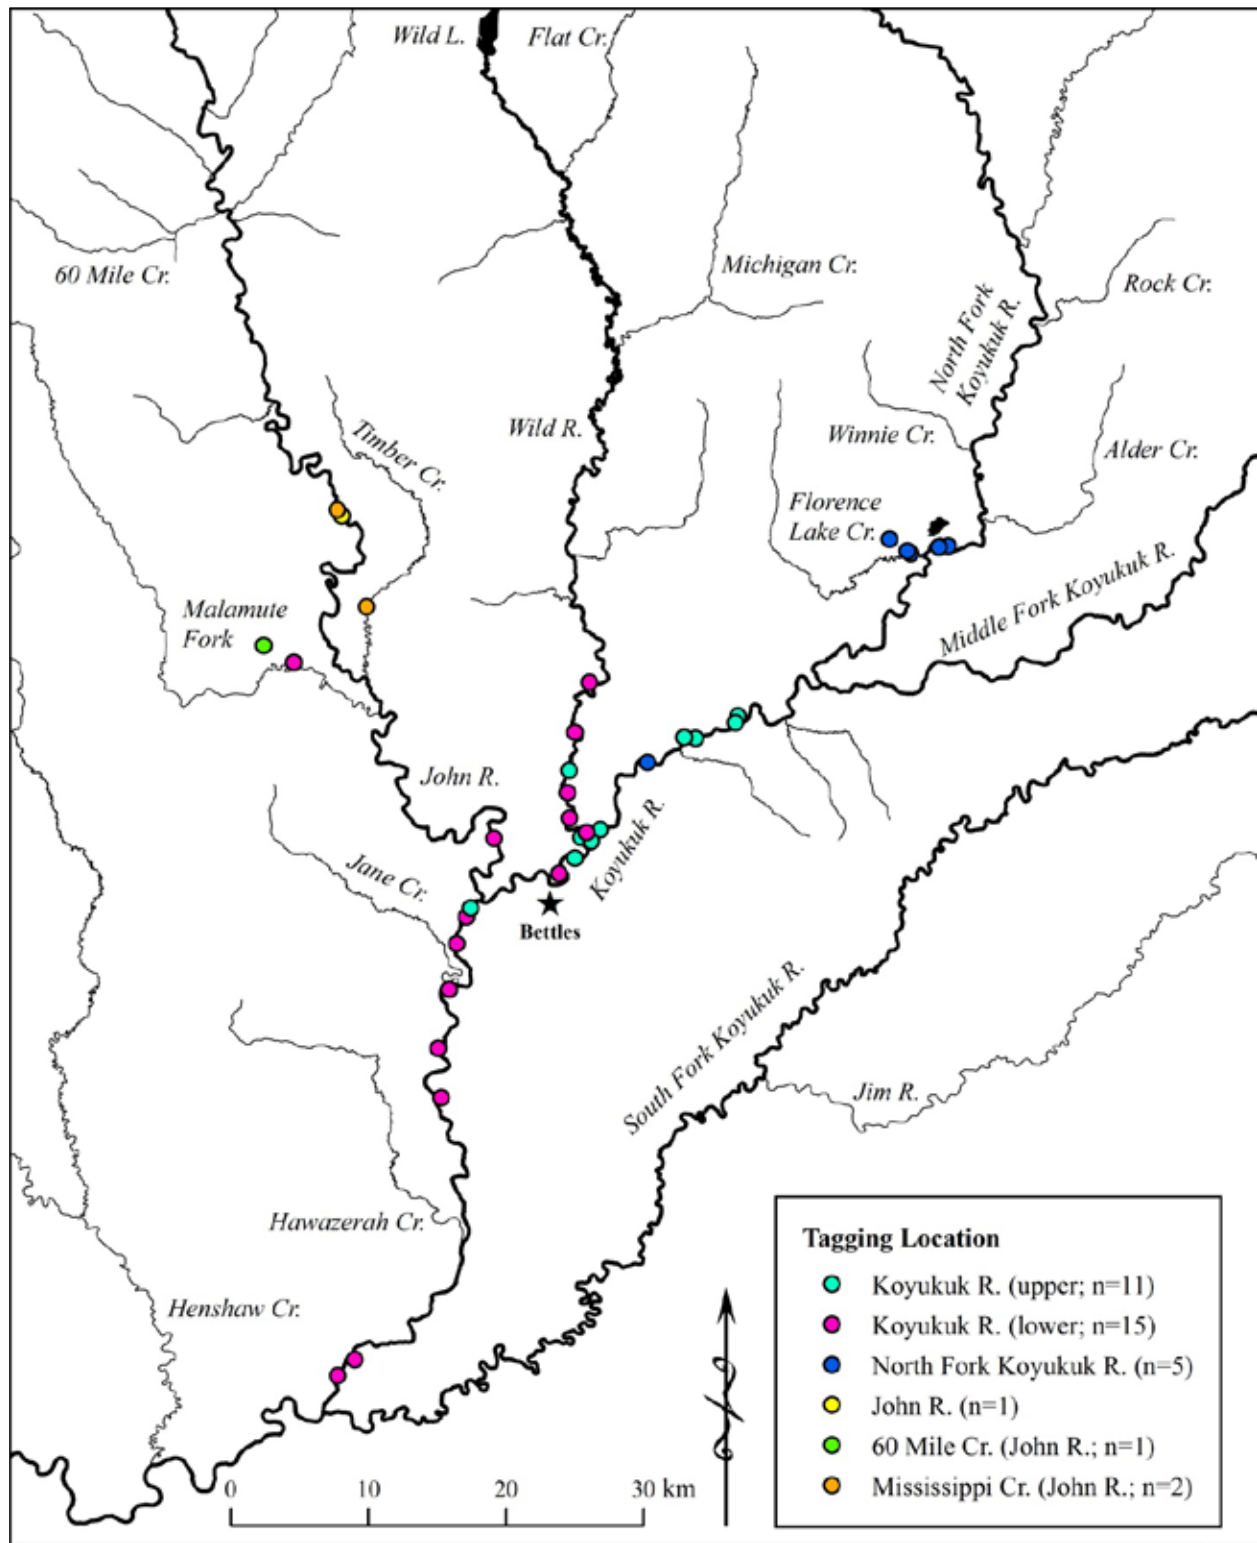 Wild L.
Flat Cr.
60 Mile Cr.
Michigan Cr.
Rock Cr.
North Fork
Koyukuk R.
Timber Cr.
Wild R.
Winnie Cr.
Alder Cr.
Florence
Lake Cr.
Malamute
Fork
Middle Fork Koyukuk R.
John R.
Koyukuk R.
Jane Cr.
Bettles
South Fork Koyukuk R.
Jim R.
Hawazerah Cr.
Henshaw Cr.
Tagging Location
Koyukuk R. (upper; n=11)
Koyukuk R. (lower; n=15)
North Fork Koyukuk R. (n=5)
John R. (n=1)
60 Mile Cr. (John R.; n=1)
Mississippi Cr. (John R.; n=2)
0 10 20 30 km